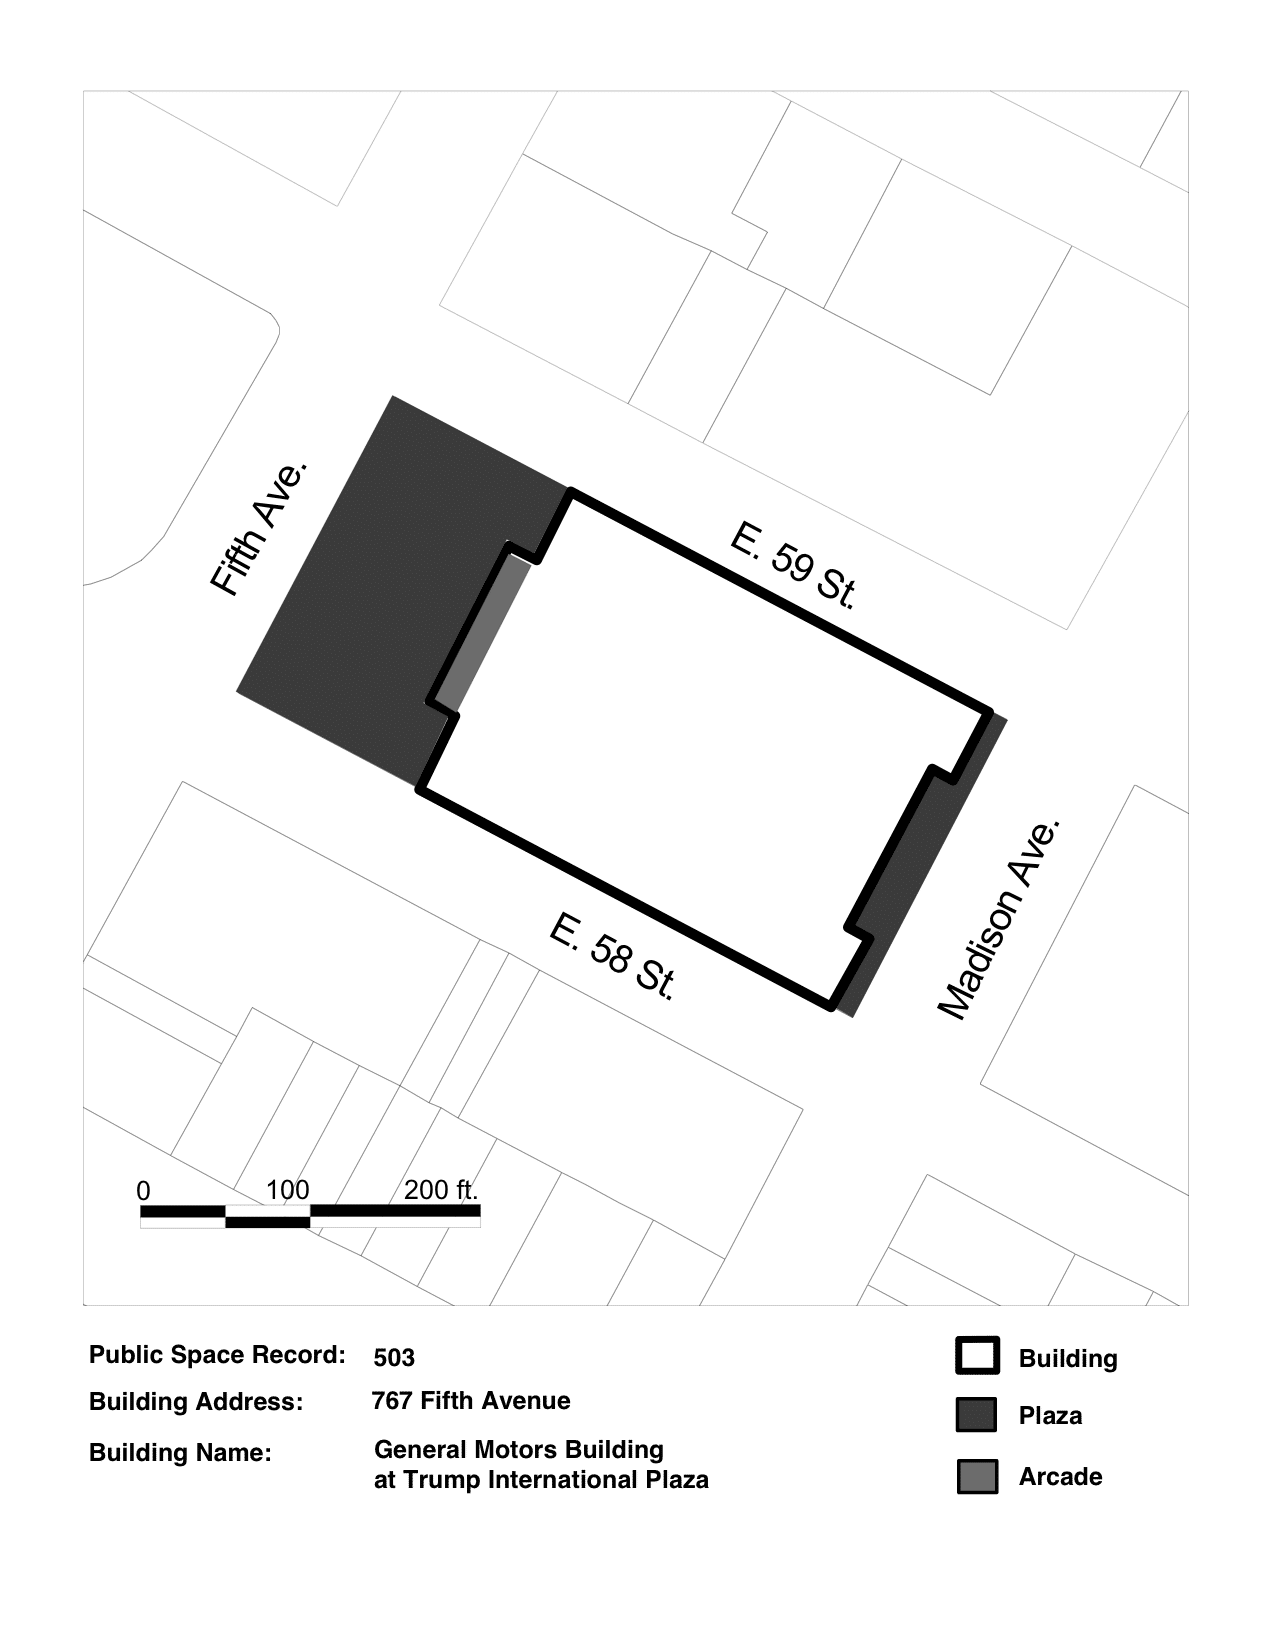 Fifth Ave.
E. 59 St.
Madison Ave.
E. 58 St.
0 100 200 ft.
Public Space Record: 503
Building Address: 767 Fifth Avenue
Building Name: General Motors Building
at Trump International Plaza
Building
Plaza
Arcade